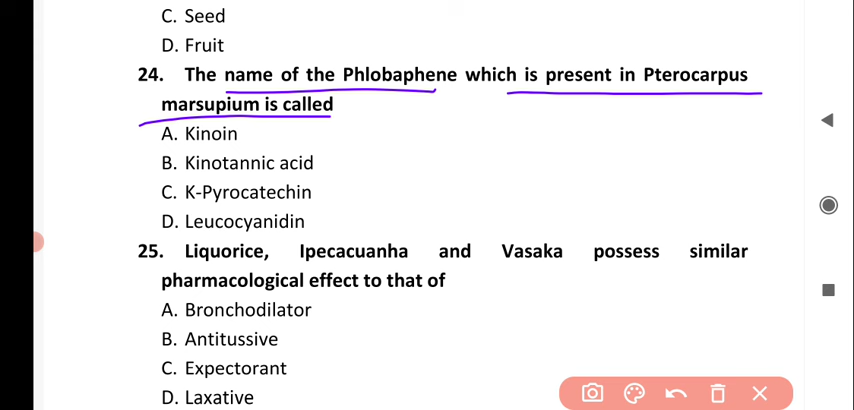 C. Seed
D. Fruit
24. The name of the Phlobaphene which is present in Pterocarpus
marsupium is called
A. Kinoin
B. Kinotannic acid
C. K-Pyrocatechin
D. Leucocyanidin
25. Liquorice, Ipecacuanha and Vasaka possess similar
pharmacological effect to that of
A. Bronchodilator
B. Antitussive
C. Expectorant
D. Laxative